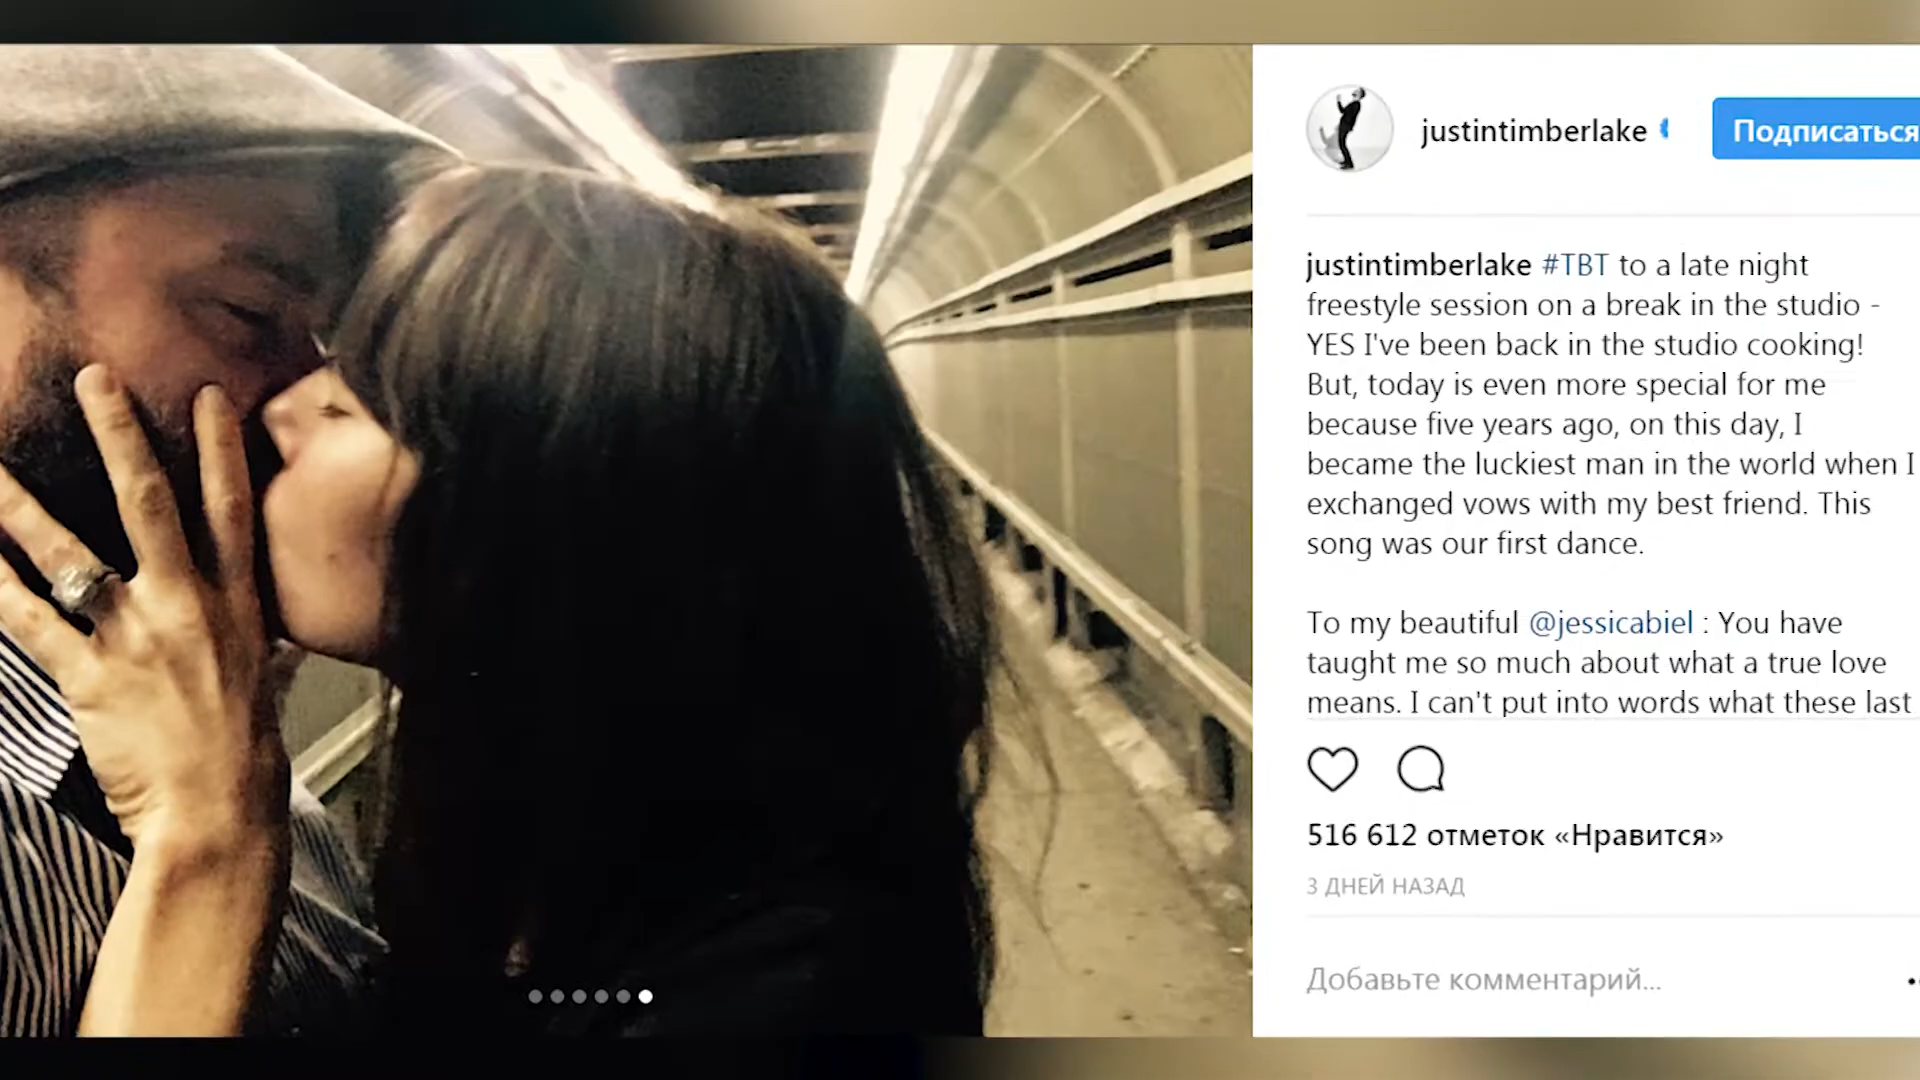 justintimberlake
Подписаться
justintimberlake #TBT to a late night
freestyle session on a break in the studio -
YES I've been back in the studio cooking!
But, today is even more special for me
because five years ago, on this day, I
became the luckiest man in the world when I
exchanged vows with my best friend. This
song was our first dance.
To my beautiful @jessicabiel : You have
taught me so much about what a true love
means. I can't put into words what these last
516 612 отметок «Нравится»
3 ДНЕЙ НАЗАД
Добавьте комментарий...